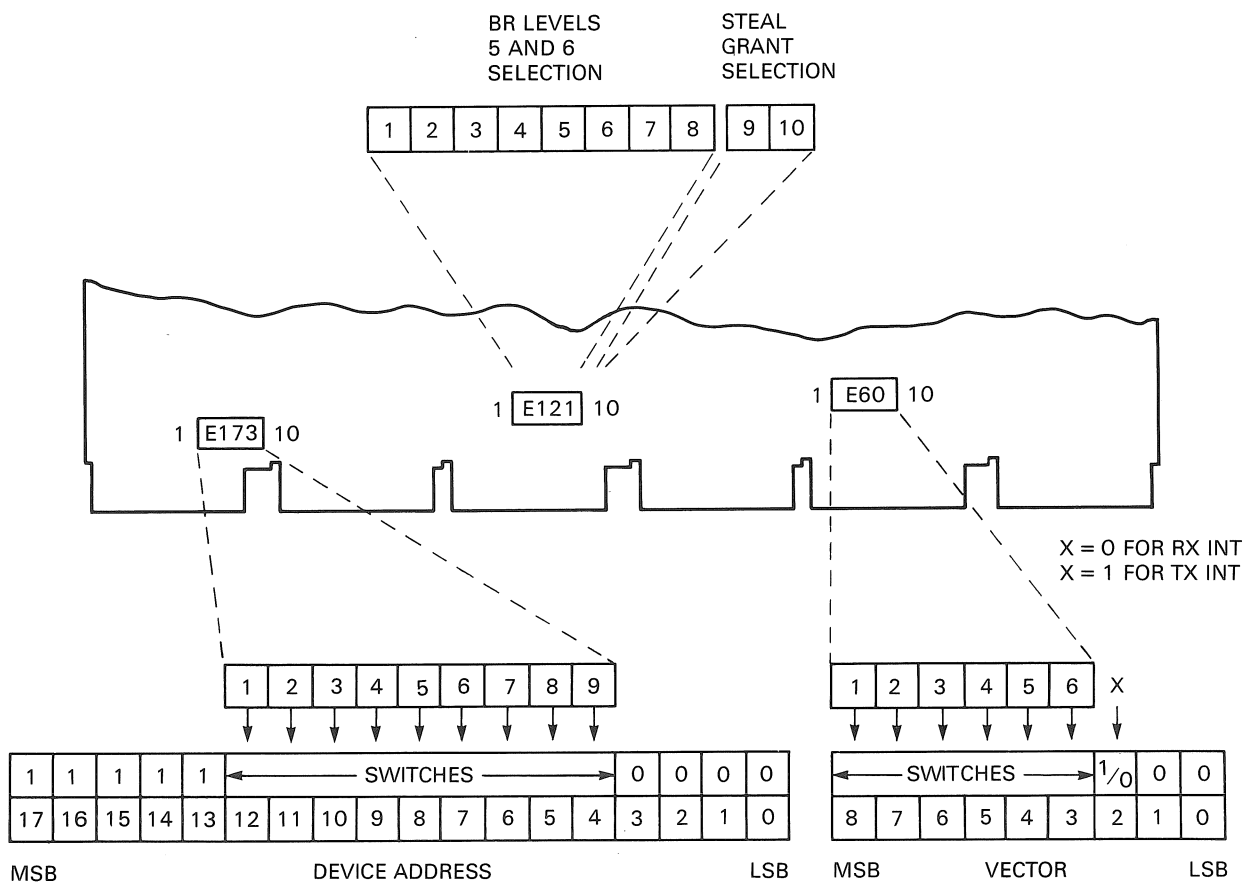 BR LEVELS
5 AND 6
SELECTION
STEAL
GRANT
SELECTION
1 2 3 4 5 6 7 8 9 10
1 E173 10
1 E121 10
1 E60 10
X = 0 FOR RX INT
X = 1 FOR TX INT
1 2 3 4 5 6 7 8 9
1 2 3 4 5 6 X
1 1 1 1 1 SWITCHES 0 0 0 0
17 16 15 14 13 12 11 10 9 8 7 6 5 4 3 2 1 0
MSB DEVICE ADDRESS LSB
SWITCHES 1/0 0 0
8 7 6 5 4 3 2 1 0
MSB VECTOR LSB